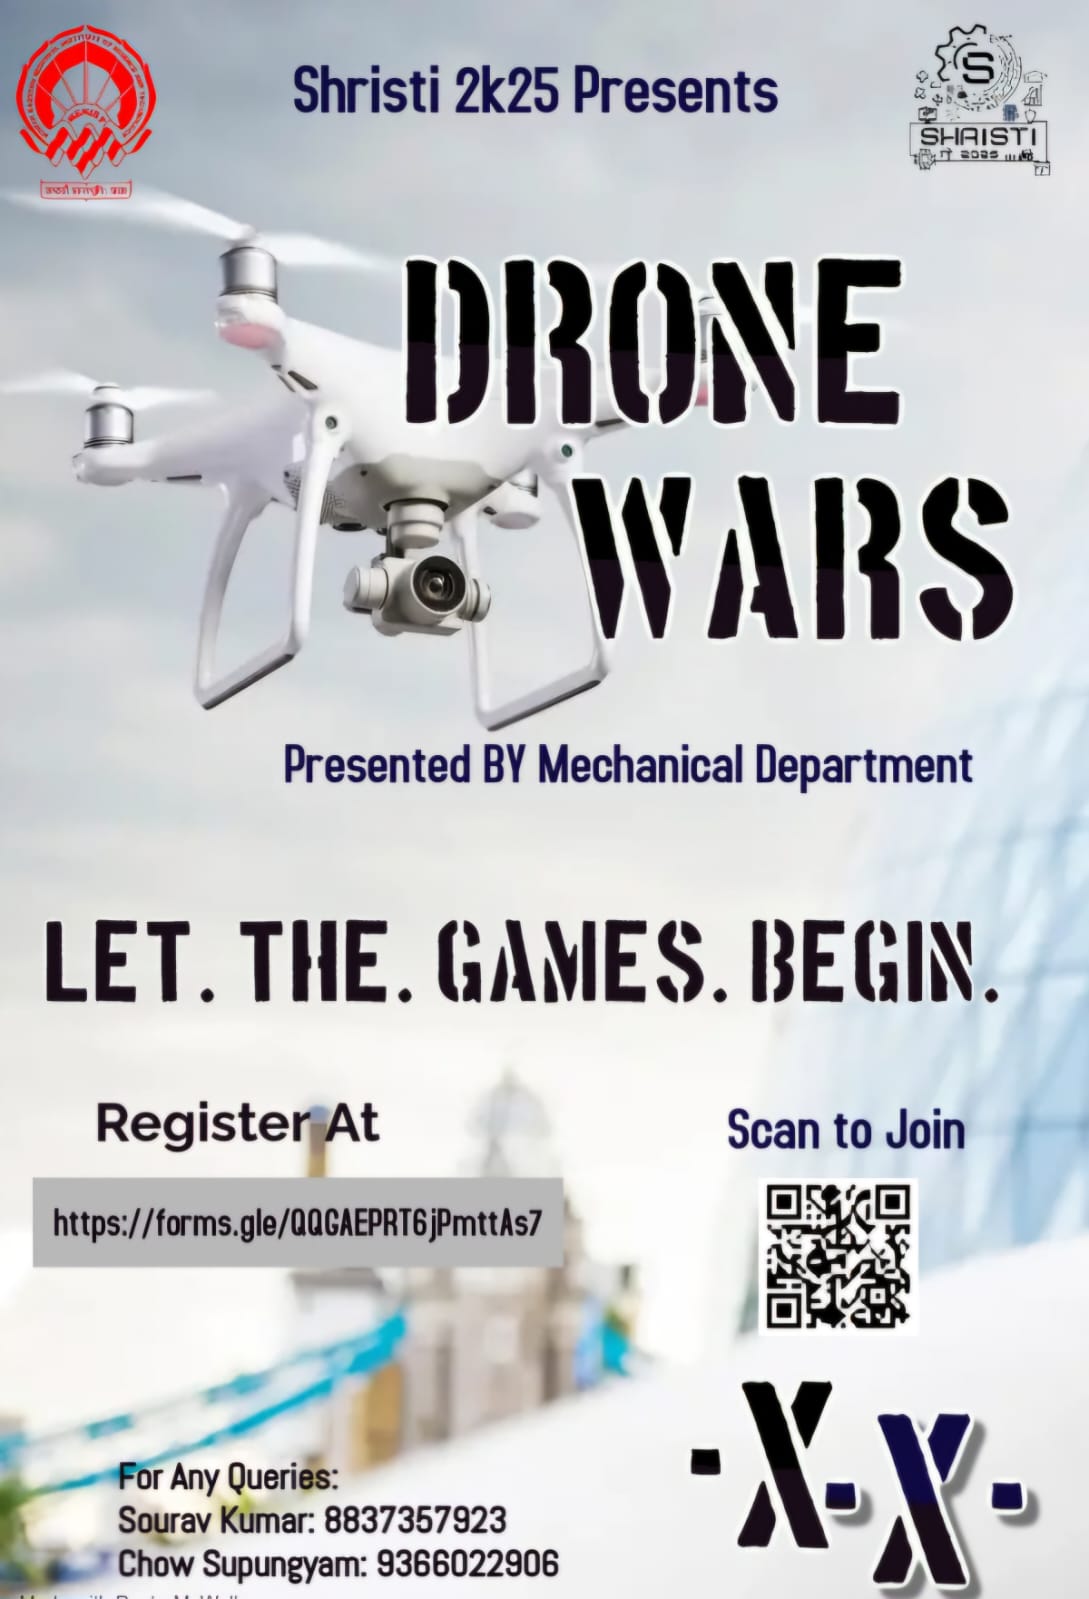 Shristi 2k25 Presents
SHRISTI
2025
DRONE
WARS
Presented BY Mechanical Department
LET. THE. GAMES. BEGIN.
Register At
Scan to Join
https://forms.gle/QQGAEPRT6jPmttAs7
-X-X-
For Any Queries:
Sourav Kumar: 8837357923
Chow Supungyam: 9366022906